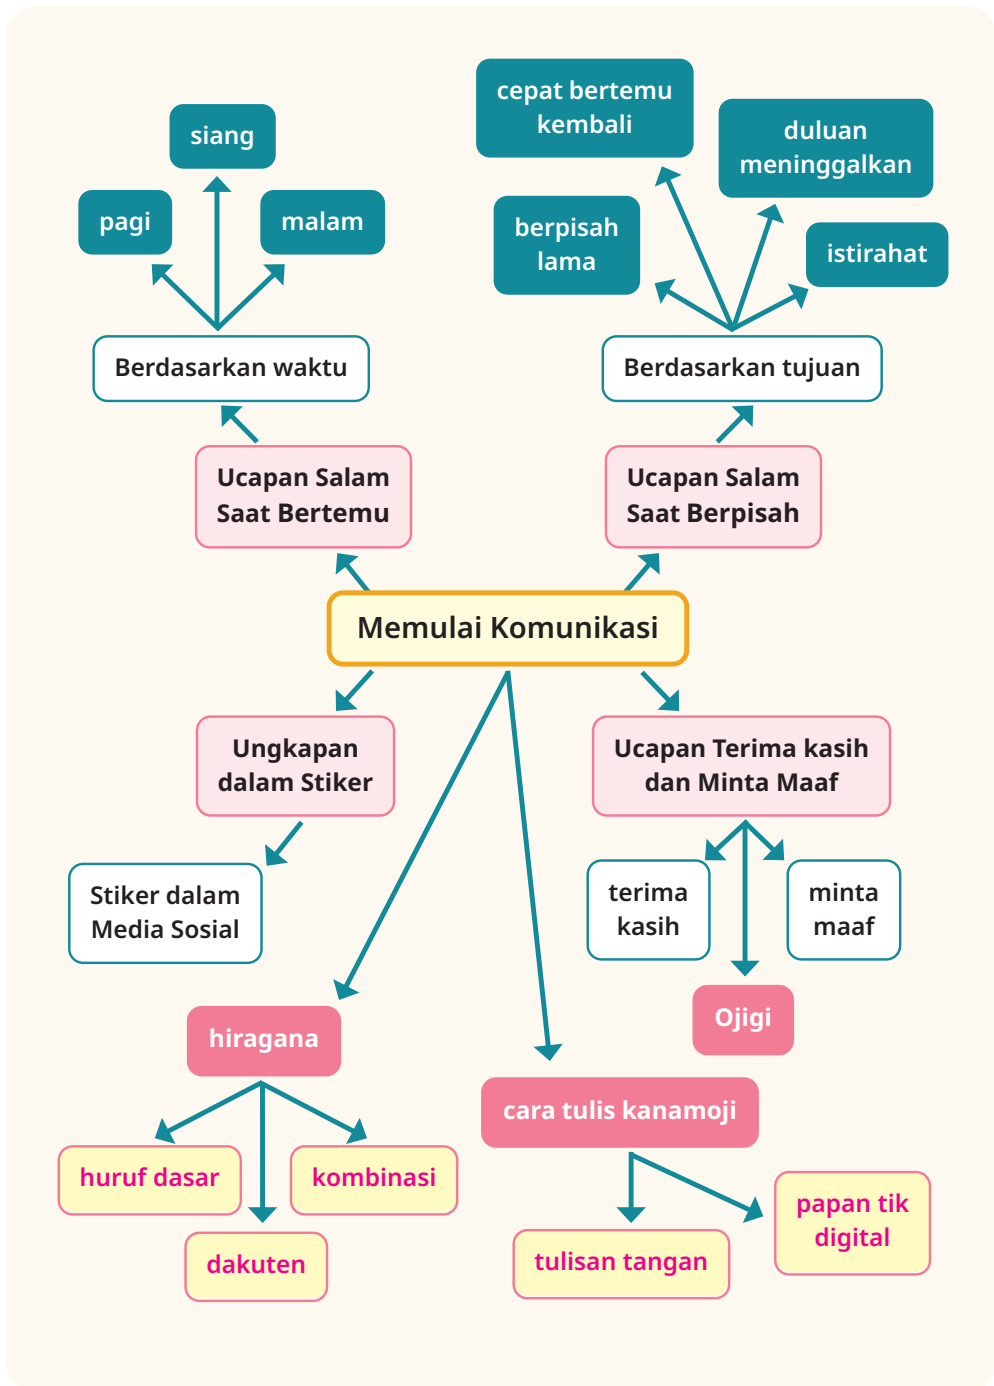 cepat bertemu
kembali
siang
duluan
meninggalkan
pagi
malam
berpisah
lama
istirahat
Berdasarkan waktu
Berdasarkan tujuan
Ucapan Salam
Saat Bertemu
Ucapan Salam
Saat Berpisah
Memulai Komunikasi
Ungkapan
dalam Stiker
Ucapan Terima kasih
dan Minta Maaf
Stiker dalam
Media Sosial
terima
kasih
minta
maaf
Ojigi
hiragana
cara tulis kanamoji
huruf dasar
kombinasi
dakuten
tulisan tangan
papan tik
digital